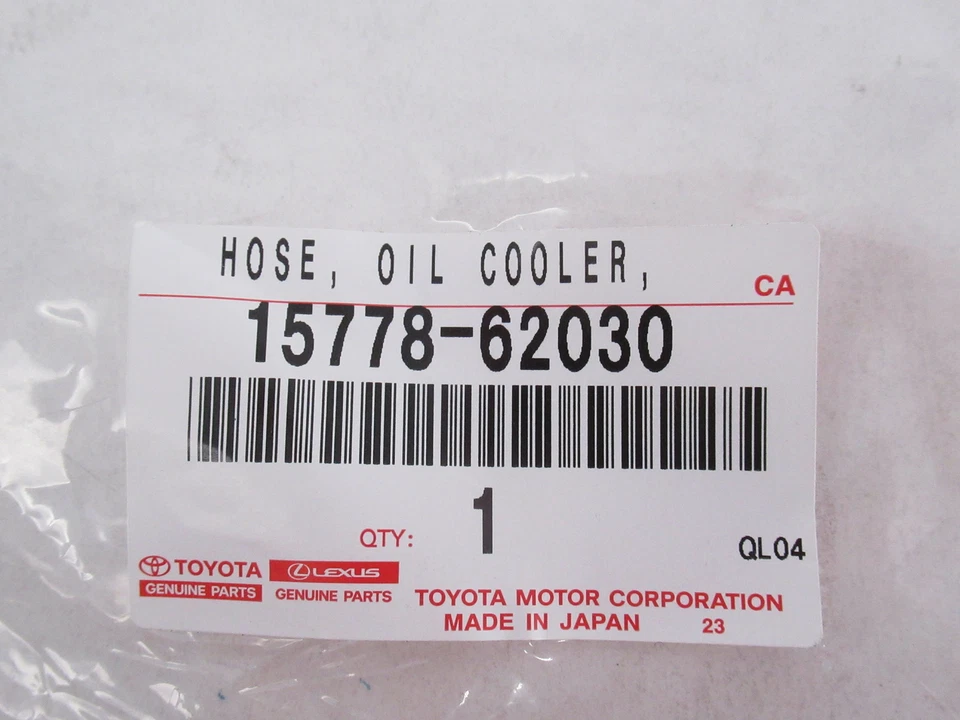 HOSE, OIL COOLER,
CA
15778-62030
QTY: 1
QL04
TOYOTA LEXUS
GENUINE PARTS GENUINE PARTS
TOYOTA MOTOR CORPORATION
MADE IN JAPAN 23